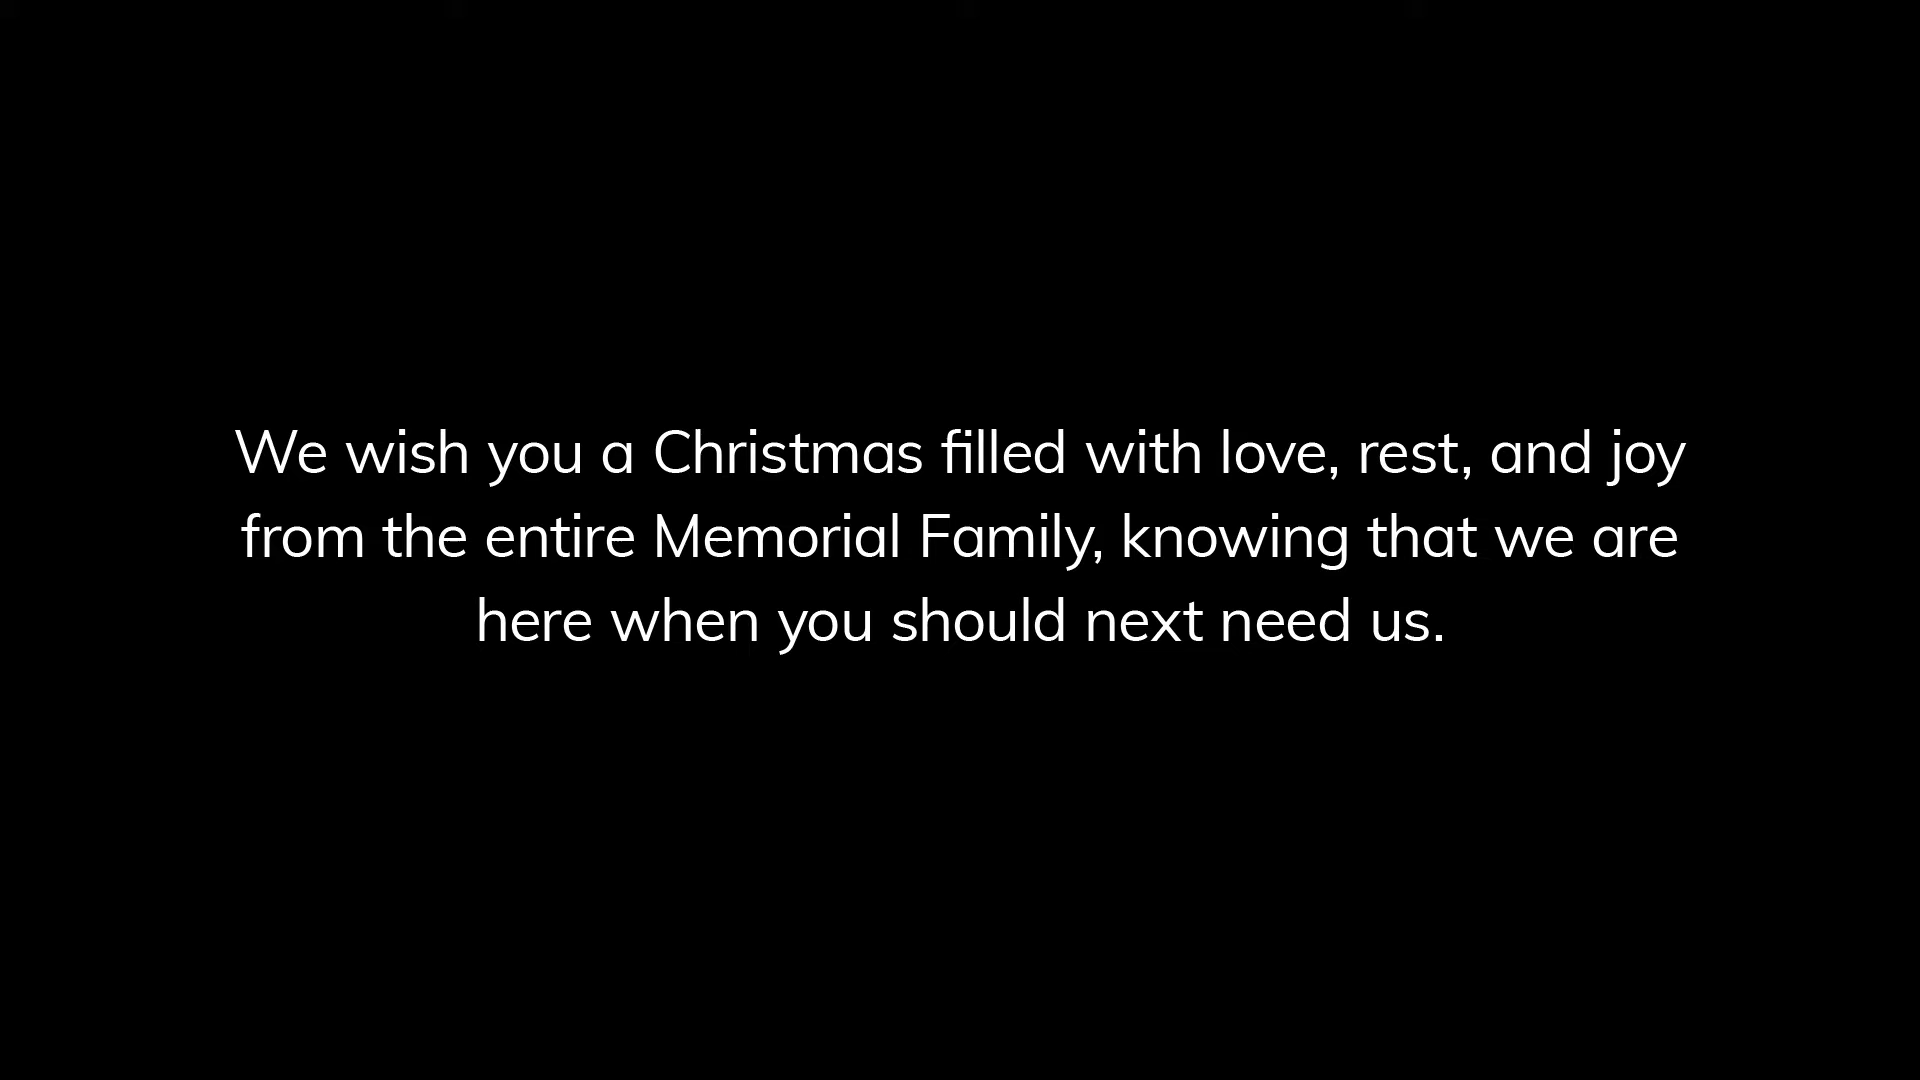 We wish you a Christmas filled with love, rest, and joy
from the entire Memorial Family, knowing that we are
here when you should next need us.